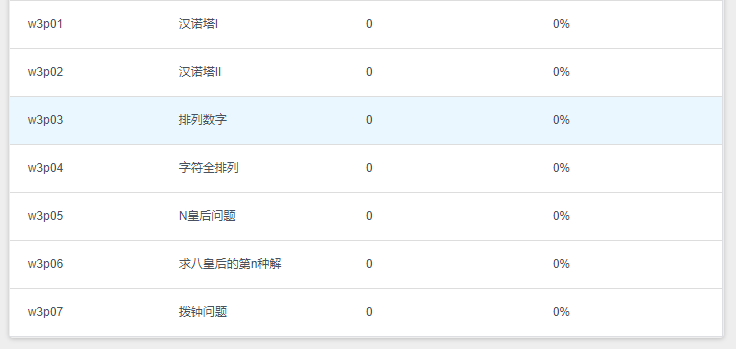 w3p01 汉诺塔I 0 0%
w3p02 汉诺塔II 0 0%
w3p03 排列数字 0 0%
w3p04 字符全排列 0 0%
w3p05 N皇后问题 0 0%
w3p06 求八皇后的第n种解 0 0%
w3p07 拨钟问题 0 0%